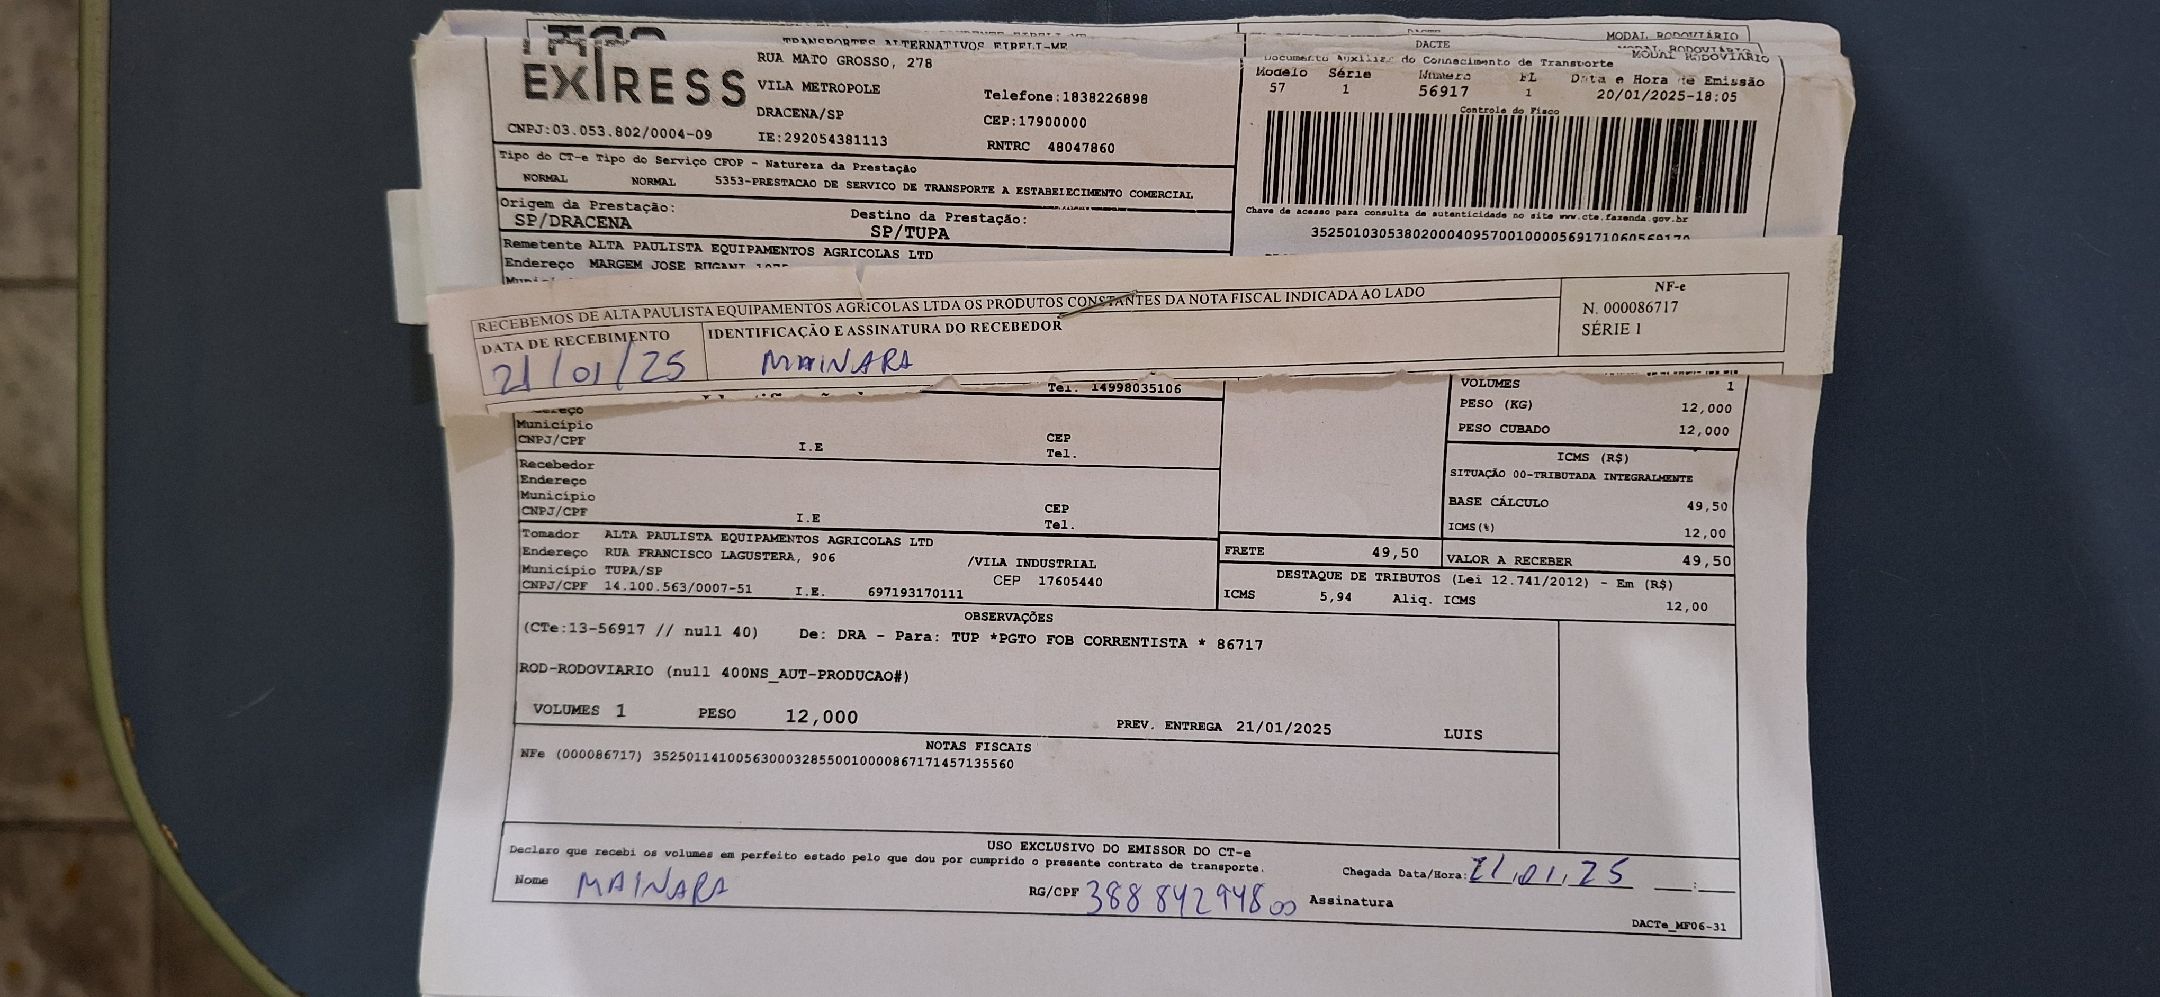 TRANSPORTES ALTERNATIVOS EIRELI-ME
EXPRESS
RUA MATO GROSSO, 278
VILA METROPOLE
DRACENA/SP
Telefone:1838226898
CEP:17900000
CNPJ:03.053.802/0004-09
IE:292054381113
RNTRC 48047860
MODAL RODOVIÁRIO
DACTE
MODAL RODOVIÁRIO
Documento Auxiliar do Conhecimento de Transporte
Modelo Série Número FL Data e Hora de Emissão
57 1 56917 1 20/01/2025-18:05
Controle do Fisco
Chave de acesso para consulta de autenticidade no site www.cte.fazenda.gov.br
Tipo do CT-e Tipo do Serviço CFOP - Natureza da Prestação
NORMAL NORMAL 5353-PRESTACAO DE SERVICO DE TRANSPORTE A ESTABELECIMENTO COMERCIAL
Origem da Prestação: Destino da Prestação:
SP/DRACENA SP/TUPA
Remetente ALTA PAULISTA EQUIPAMENTOS AGRICOLAS LTD
Endereço MARGEM JOSE RUGANI
RECEBEMOS DE ALTA PAULISTA EQUIPAMENTOS AGRICOLAS LTDA OS PRODUTOS CONSTANTES DA NOTA FISCAL INDICADA AO LADO
DATA DE RECEBIMENTO IDENTIFICAÇÃO E ASSINATURA DO RECEBEDOR
21/01/25 MAINARA
NF-e
N. 000086717
SÉRIE 1
Tel. 14998035106
Endereço
Município
CNPJ/CPF I.E CEP
Tel.
Recebedor
Endereço
Município
CNPJ/CPF I.E CEP
Tel.
VOLUMES 1
PESO (KG) 12,000
PESO CUBADO 12,000
ICMS (R$)
SITUAÇÃO 00-TRIBUTADA INTEGRALMENTE
BASE CÁLCULO 49,50
ICMS(%) 12,00
Tomador ALTA PAULISTA EQUIPAMENTOS AGRICOLAS LTD
Endereço RUA FRANCISCO LAGUSTERA, 906 /VILA INDUSTRIAL
Município TUPA/SP CEP 17605440
CNPJ/CPF 14.100.563/0007-51 I.E. 697193170111
FRETE 49,50 VALOR A RECEBER 49,50
DESTAQUE DE TRIBUTOS (Lei 12.741/2012) - Em (R$)
ICMS 5,94 Aliq. ICMS 12,00
OBSERVAÇÕES
(CTe:13-56917 // null 40) De: DRA - Para: TUP *PGTO FOB CORRENTISTA * 86717
ROD-RODOVIARIO (null 400NS_AUT-PRODUCAO#)
VOLUMES 1 PESO 12,000 PREV. ENTREGA 21/01/2025 LUIS
NOTAS FISCAIS
NFe (000086717) 35250114100563000328550010000867171457135560
USO EXCLUSIVO DO EMISSOR DO CT-e
Declaro que recebi os volumes em perfeito estado pelo que dou por cumprido o presente contrato de transporte.
Chegada Data/Hora: 21.01.25 __:__
Nome MAINARA RG/CPF 38884294800 Assinatura
DACTe_MF06-31